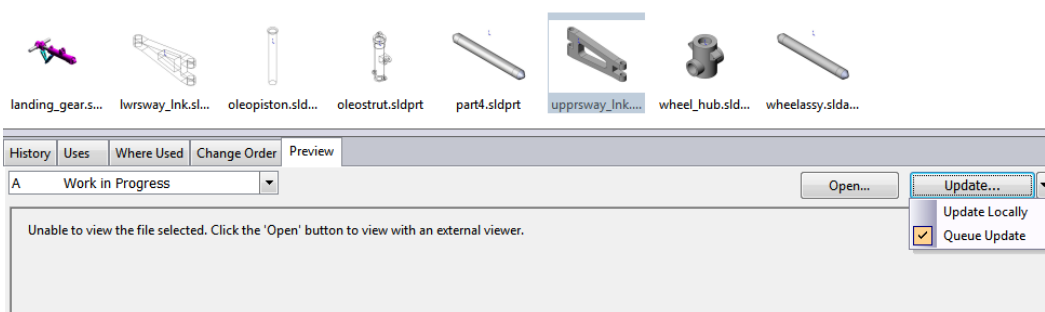 landing_gear.s... lwrsway_lnk.sl... oleopiston.sld... oleostrut.sldprt part4.sldprt upprsway_lnk.... wheel_hub.sld... wheelassy.slda...
History Uses Where Used Change Order Preview
A Work in Progress Open... Update...
Update Locally
Unable to view the file selected. Click the 'Open' button to view with an external viewer.
Queue Update